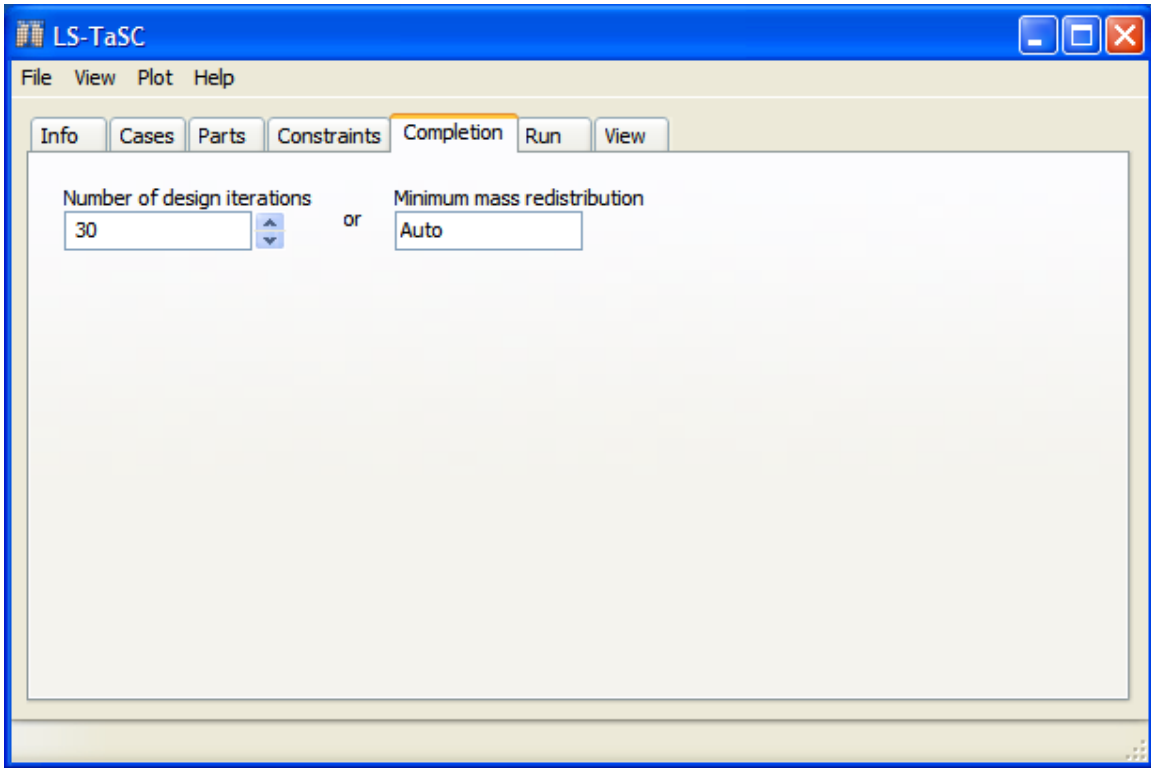 LS-TaSC
File View Plot Help
Info Cases Parts Constraints Completion Run View
Number of design iterations or Minimum mass redistribution
30 Auto